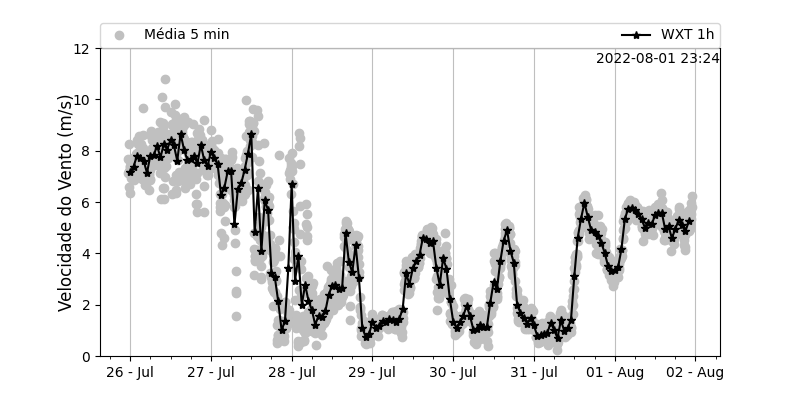 Média 5 min
WXT 1h
2022-08-01 23:24
Velocidade do Vento (m/s)
12
10
8
6
4
2
0
26 - Jul
27 - Jul
28 - Jul
29 - Jul
30 - Jul
31 - Jul
01 - Aug
02 - Aug